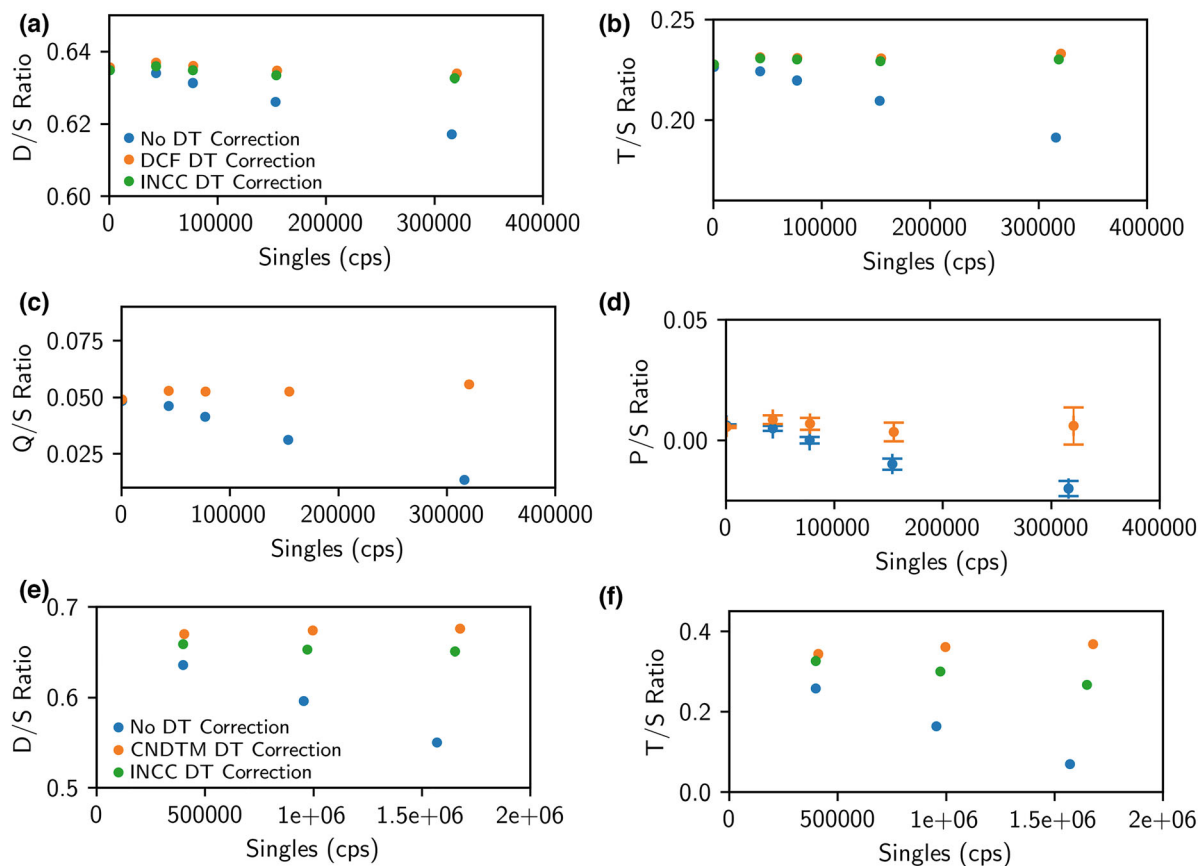 (a)
D/S Ratio
0.64
0.62
0.60
No DT Correction
DCF DT Correction
INCC DT Correction
0
100000
200000
300000
400000
Singles (cps)
(b)
T/S Ratio
0.25
0.20
0
100000
200000
300000
400000
Singles (cps)
(c)
Q/S Ratio
0.075
0.050
0.025
0
100000
200000
300000
400000
Singles (cps)
(d)
P/S Ratio
0.05
0.00
0
100000
200000
300000
400000
Singles (cps)
(e)
D/S Ratio
0.7
0.6
0.5
No DT Correction
CNDTM DT Correction
INCC DT Correction
0
500000
1e+06
1.5e+06
2e+06
Singles (cps)
(f)
T/S Ratio
0.4
0.2
0.0
0
500000
1e+06
1.5e+06
2e+06
Singles (cps)